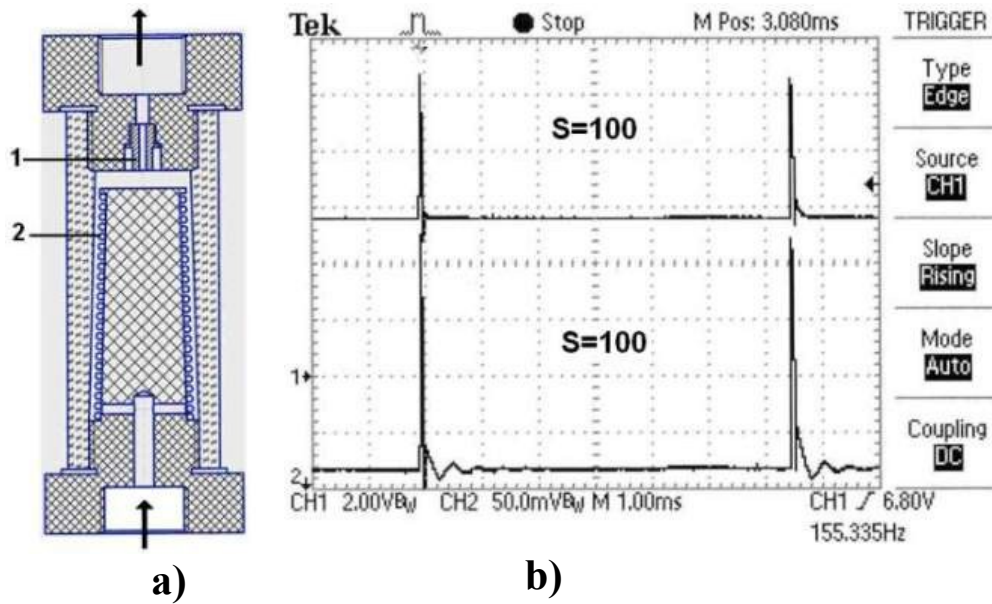 Tek Stop M Pos: 3.080ms TRIGGER
Type
Edge
Source
CH1
Slope
Rising
Mode
Auto
Coupling
DC
S=100
S=100
1
2
1
2
CH1 2.00VBW CH2 50.0mVBW M 1.00ms CH1 6.80V
155.335Hz
a)
b)